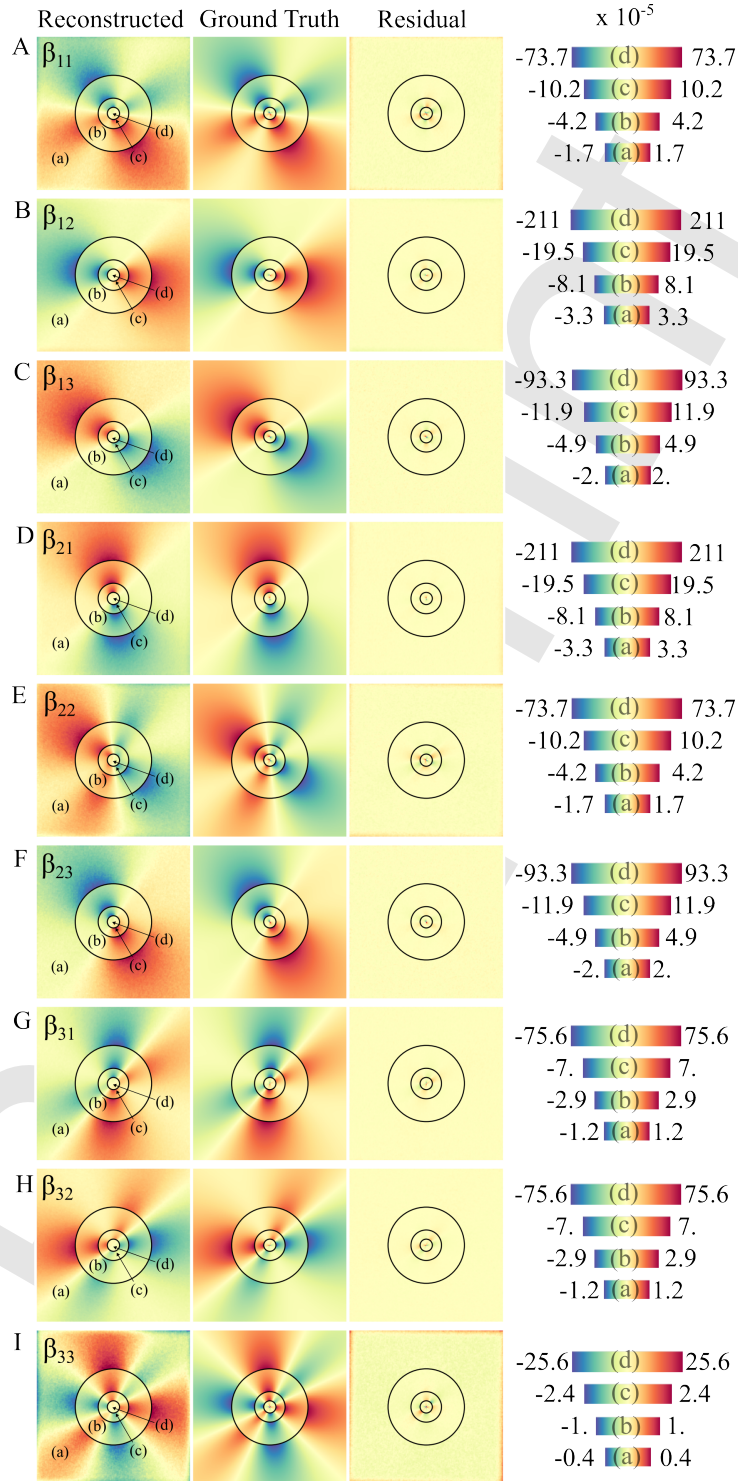 Reconstructed Ground Truth Residual x 10-5
A
β11
(a) (b) (c) (d)
-73.7 (d) 73.7
-10.2 (c) 10.2
-4.2 (b) 4.2
-1.7 (a) 1.7
B
β12
(a) (b) (c) (d)
-211 (d) 211
-19.5 (c) 19.5
-8.1 (b) 8.1
-3.3 (a) 3.3
C
β13
(a) (b) (c) (d)
-93.3 (d) 93.3
-11.9 (c) 11.9
-4.9 (b) 4.9
-2. (a) 2.
D
β21
(a) (b) (c) (d)
-211 (d) 211
-19.5 (c) 19.5
-8.1 (b) 8.1
-3.3 (a) 3.3
E
β22
(a) (b) (c) (d)
-73.7 (d) 73.7
-10.2 (c) 10.2
-4.2 (b) 4.2
-1.7 (a) 1.7
F
β23
(a) (b) (c) (d)
-93.3 (d) 93.3
-11.9 (c) 11.9
-4.9 (b) 4.9
-2. (a) 2.
G
β31
(a) (b) (c) (d)
-75.6 (d) 75.6
-7. (c) 7.
-2.9 (b) 2.9
-1.2 (a) 1.2
H
β32
(a) (b) (c) (d)
-75.6 (d) 75.6
-7. (c) 7.
-2.9 (b) 2.9
-1.2 (a) 1.2
I
β33
(a) (b) (c) (d)
-25.6 (d) 25.6
-2.4 (c) 2.4
-1. (b) 1.
-0.4 (a) 0.4